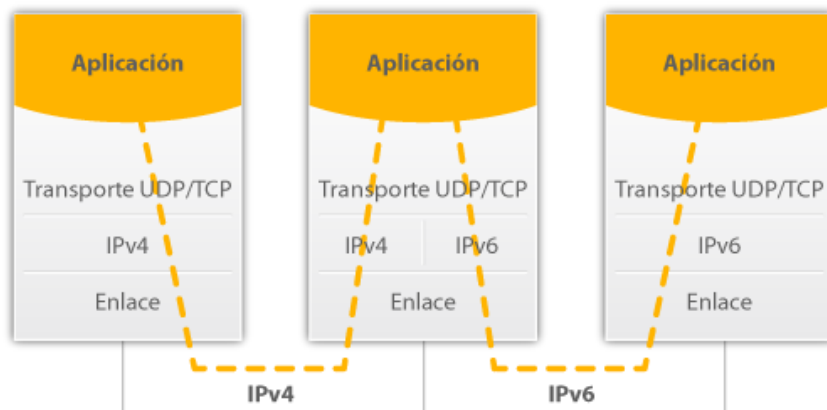 Aplicación Aplicación Aplicación
Transporte UDP/TCP Transporte UDP/TCP Transporte UDP/TCP
IPv4 IPv4 IPv6 IPv6
Enlace Enlace Enlace
IPv4 IPv6